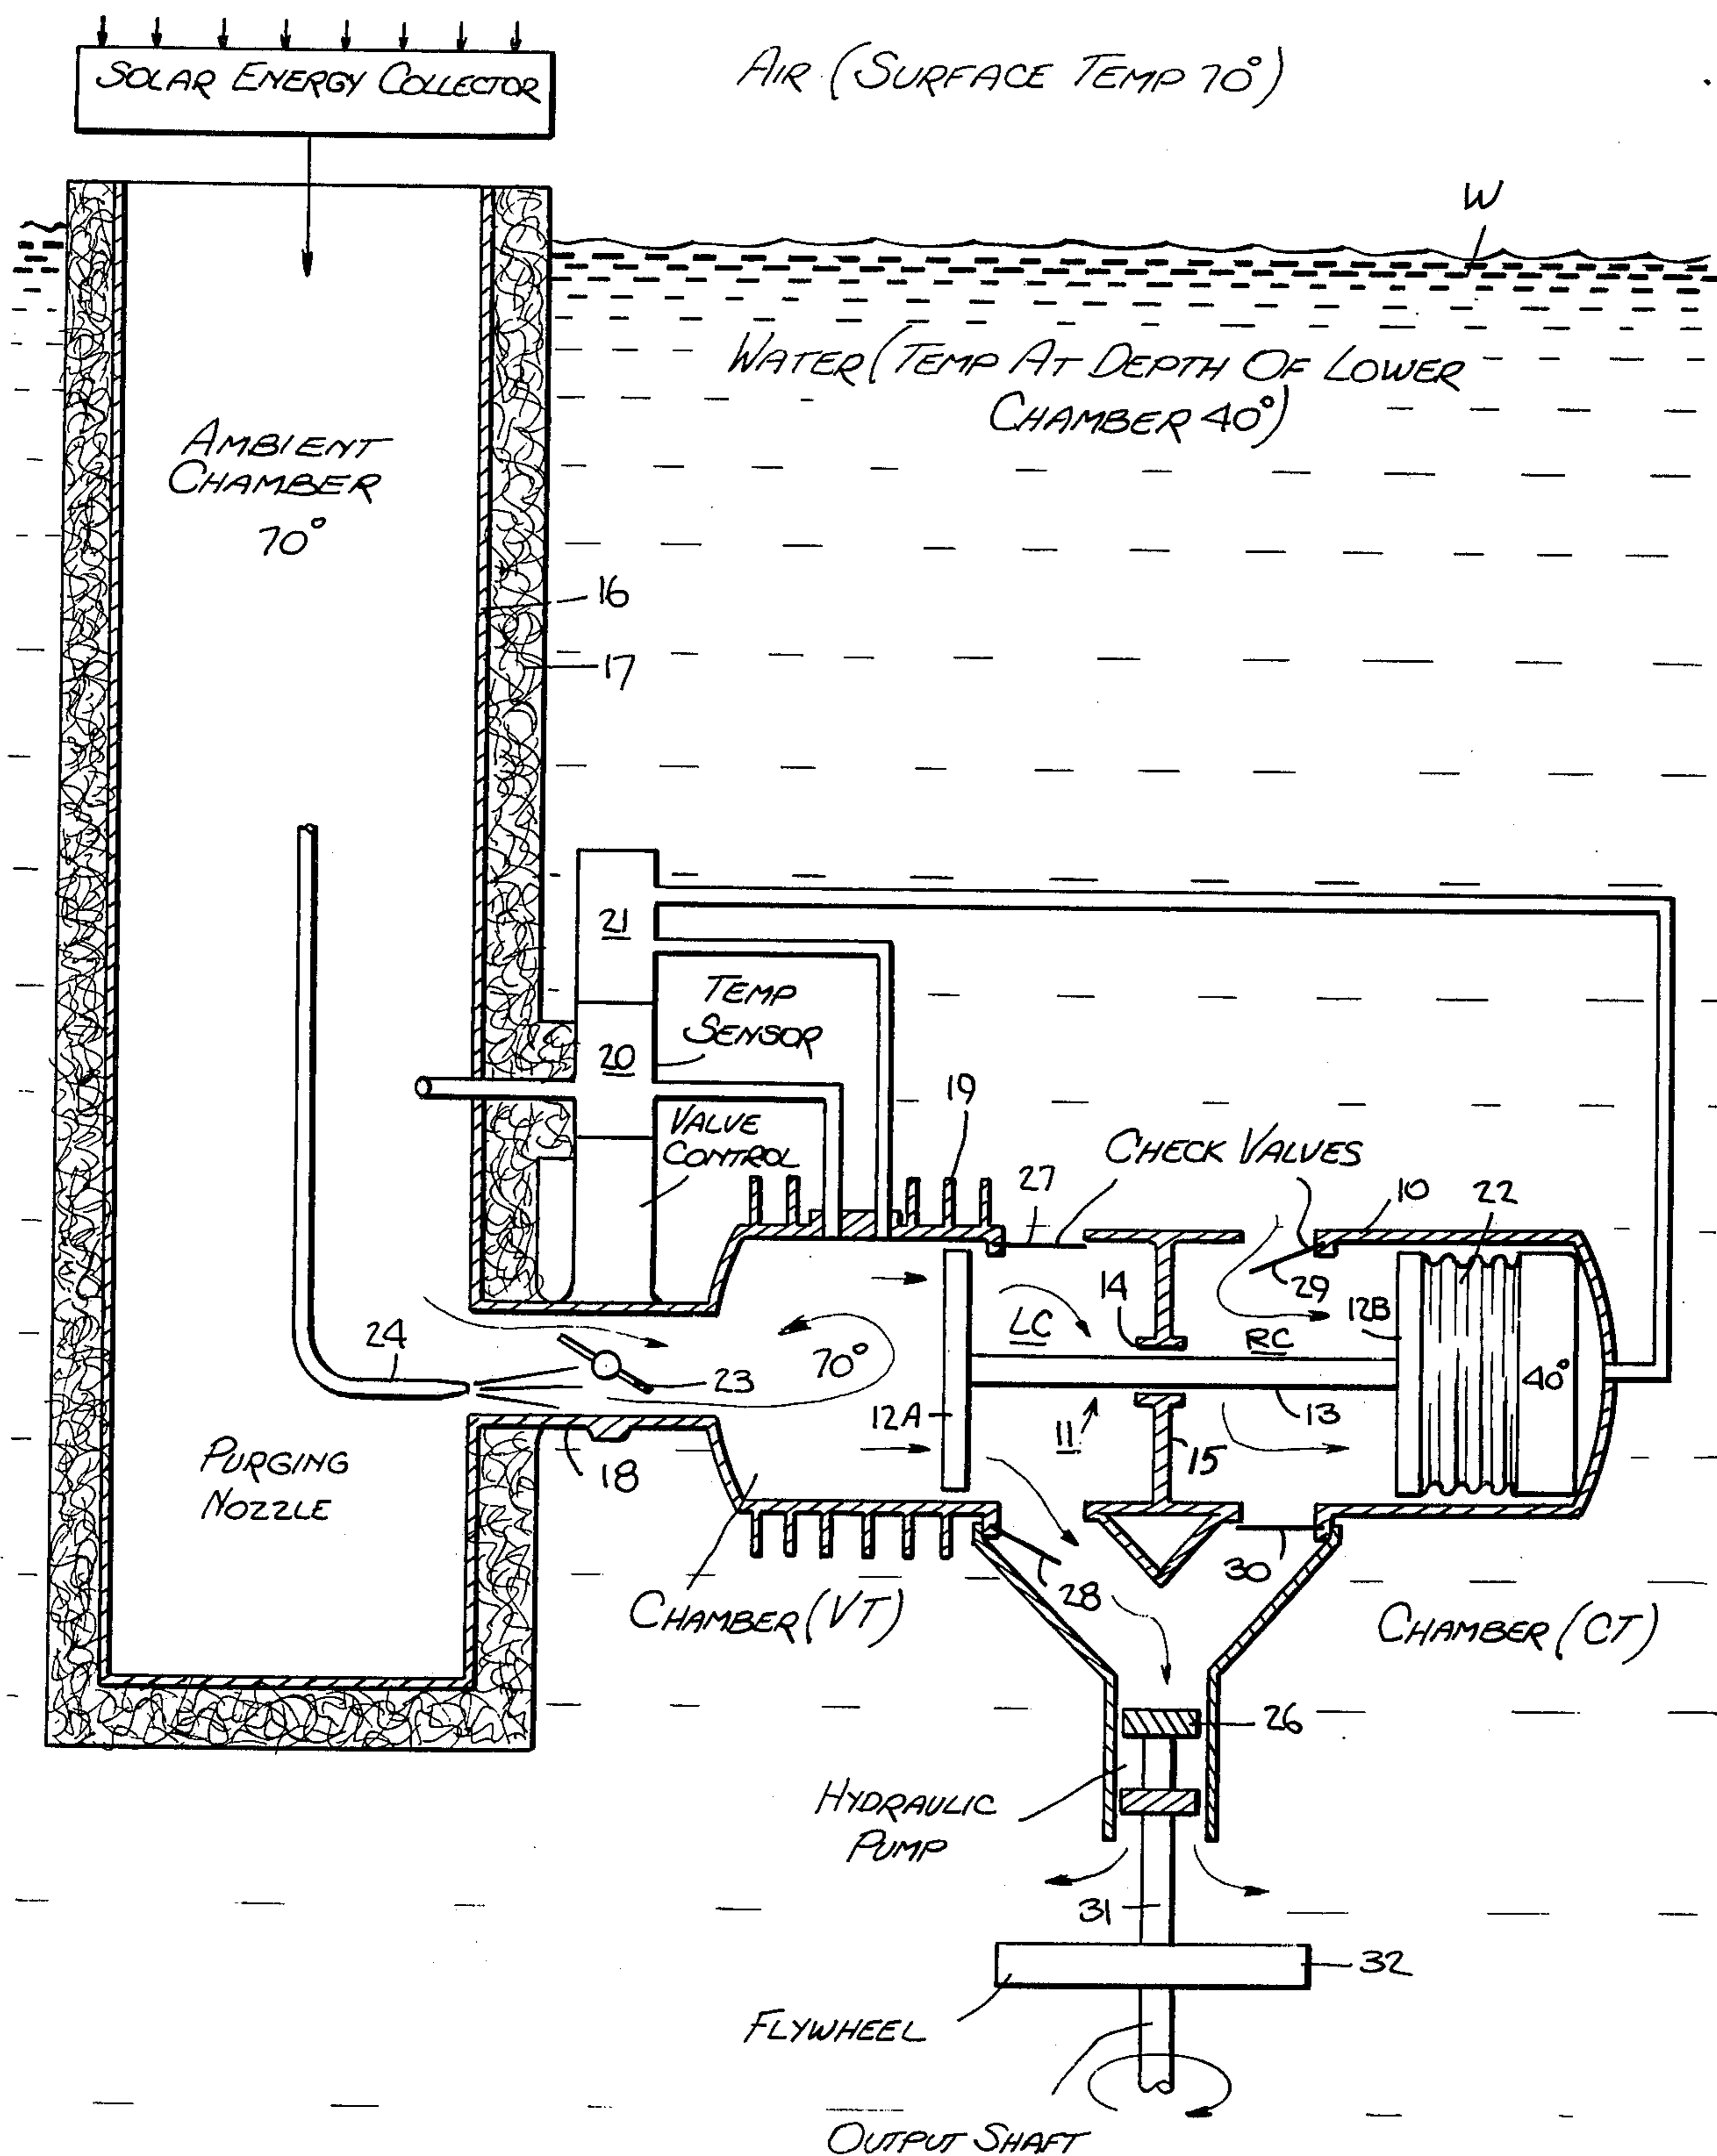 SOLAR ENERGY COLLECTOR
AIR (SURFACE TEMP 70°)
W
WATER (TEMP AT DEPTH OF LOWER
CHAMBER 40°)
AMBIENT
CHAMBER
70°
16
17
21
TEMP
SENSOR
20
VALVE
CONTROL
19
CHECK VALVES
27
10
22
29
14
12B
LC
RC
24
70°
40°
23
12A
13
11
15
18
PURGING
NOZZLE
30
28
CHAMBER (VT)
CHAMBER (CT)
26
HYDRAULIC
PUMP
31
32
FLYWHEEL
OUTPUT SHAFT